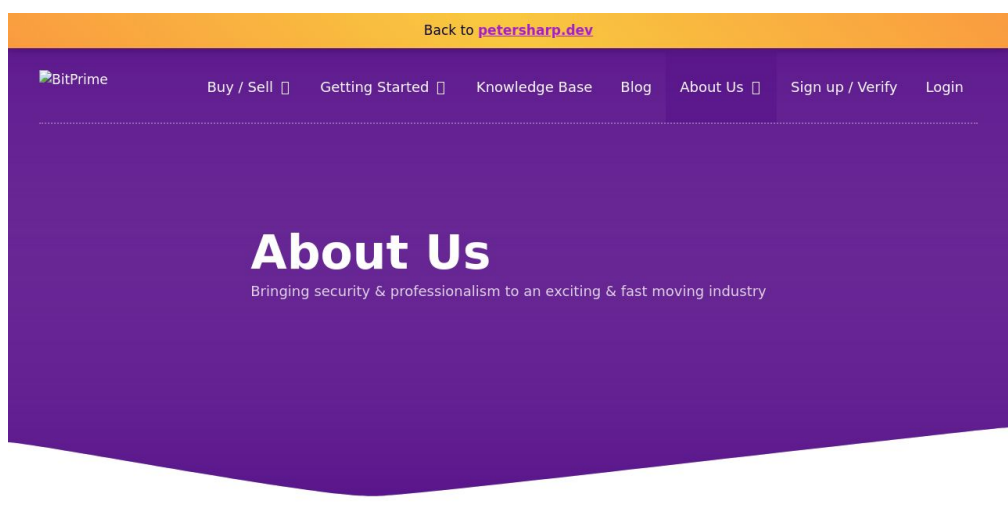 Back to petersharp.dev
BitPrime
Buy / Sell
Getting Started
Knowledge Base
Blog
About Us
Sign up / Verify
Login
About Us
Bringing security & professionalism to an exciting & fast moving industry